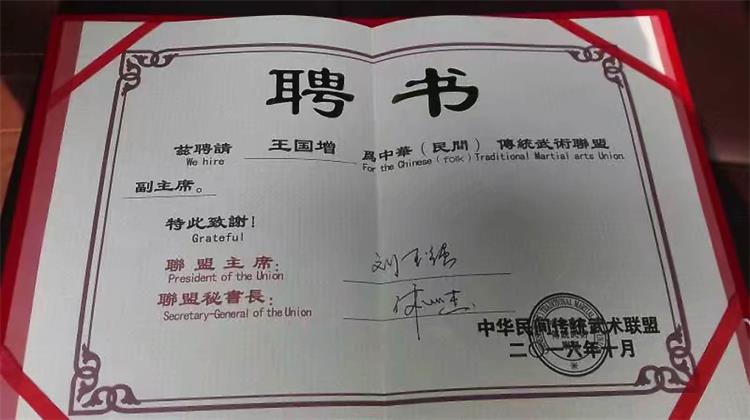 聘书
兹聘請 王国增 爲中華（民間）傳統武術聯盟
We hire For the Chinese (folk) Traditional Martial arts Union
副主席。
特此致謝！
Grateful
聯盟主席：
President of the Union
聯盟秘書長：
Secretary-General of the Union
中华民间传统武术联盟
二〇一六年十月